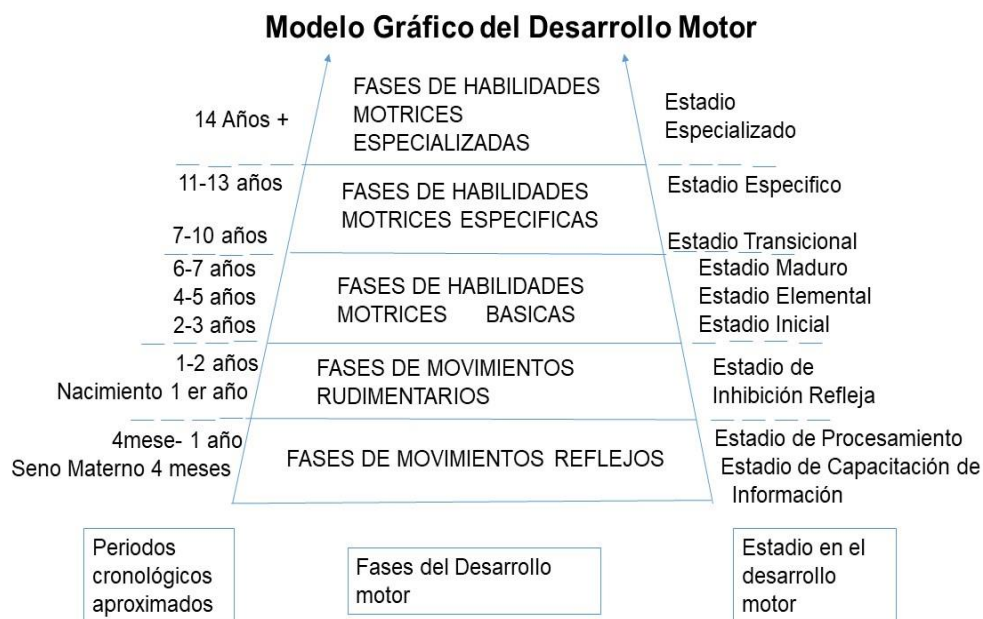 Modelo Gráfico del Desarrollo Motor
14 Años +
FASES DE HABILIDADES
MOTRICES
ESPECIALIZADAS
Estadio
Especializado
11-13 años
7-10 años
FASES DE HABILIDADES
MOTRICES ESPECIFICAS
Estadio Especifico
Estadio Transicional
6-7 años
4-5 años
2-3 años
FASES DE HABILIDADES
MOTRICES BASICAS
Estadio Maduro
Estadio Elemental
Estadio Inicial
1-2 años
Nacimiento 1 er año
FASES DE MOVIMIENTOS
RUDIMENTARIOS
Estadio de
Inhibición Refleja
4mese- 1 año
Seno Materno 4 meses
FASES DE MOVIMIENTOS REFLEJOS
Estadio de Procesamiento
Estadio de Capacitación de
Información
Periodos
cronológicos
aproximados
Fases del Desarrollo
motor
Estadio en el
desarrollo
motor